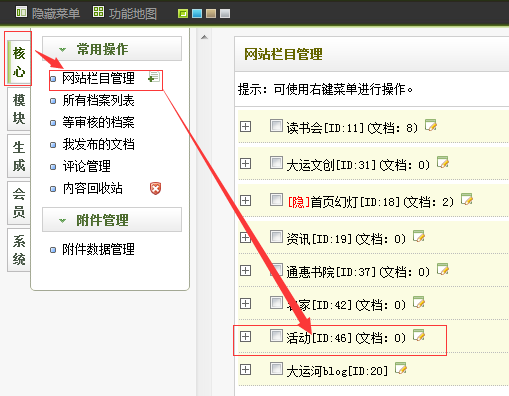 隐藏菜单 功能地图
核心
模块
生成
会员
系统
常用操作
网站栏目管理
所有档案列表
等审核的档案
我发布的文档
评论管理
内容回收站
附件管理
附件数据管理
网站栏目管理
提示：可使用右键菜单进行操作。
读书会[ID:11](文档：8)
大运文创[ID:31](文档：0)
[隐]首页幻灯[ID:18](文档：2)
资讯[ID:19](文档：0)
通惠书院[ID:37](文档：0)
家[ID:42](文档：0)
活动[ID:46](文档：0)
大运河blog[ID:20]